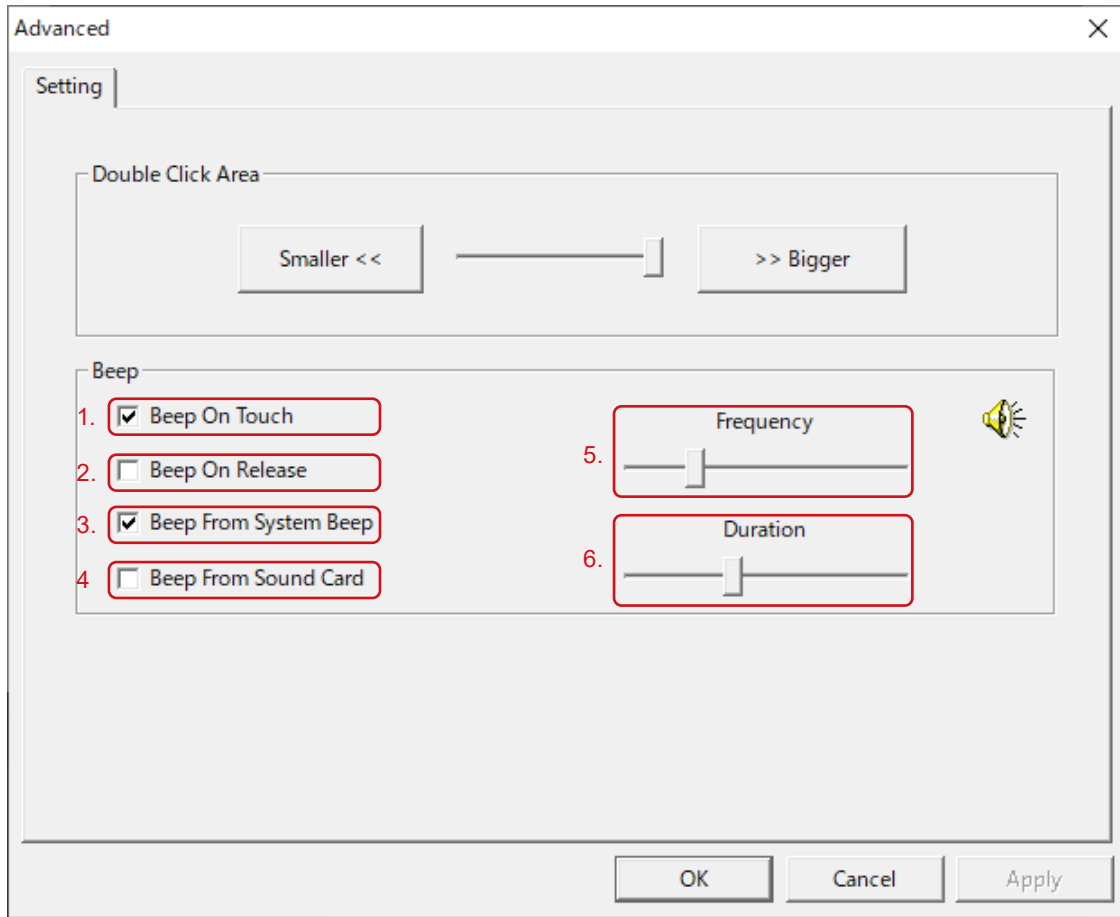 Advanced
Setting
Double Click Area
Smaller <<
>> Bigger
Beep
1. Beep On Touch
2. Beep On Release
3. Beep From System Beep
4 Beep From Sound Card
Frequency
5.
Duration
6.
OK
Cancel
Apply